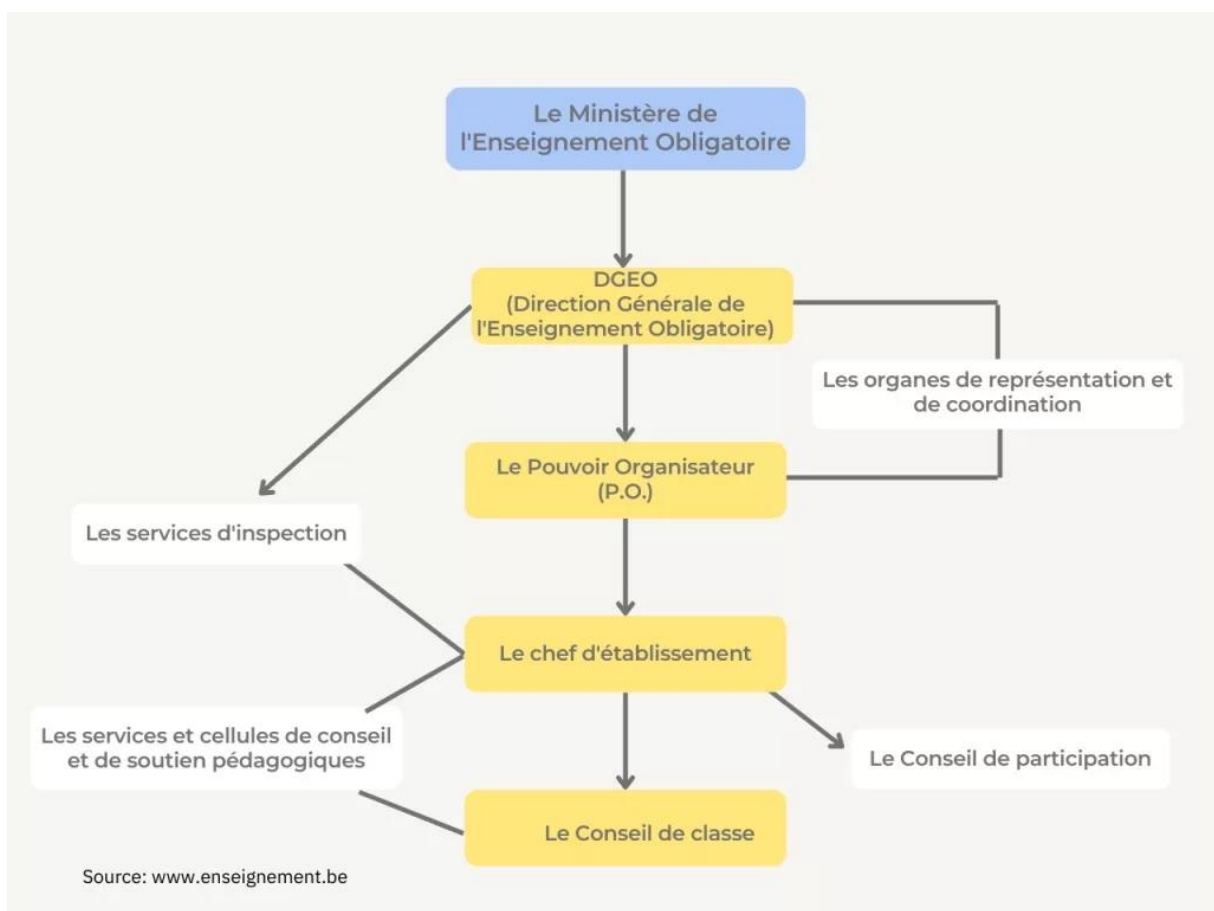 Le Ministère de
l'Enseignement Obligatoire
DGEO
(Direction Générale de
l'Enseignement Obligatoire)
Les organes de représentation et
de coordination
Le Pouvoir Organisateur
(P.O.)
Les services d'inspection
Le chef d'établissement
Les services et cellules de conseil
et de soutien pédagogiques
Le Conseil de participation
Le Conseil de classe
Source: www.enseignement.be